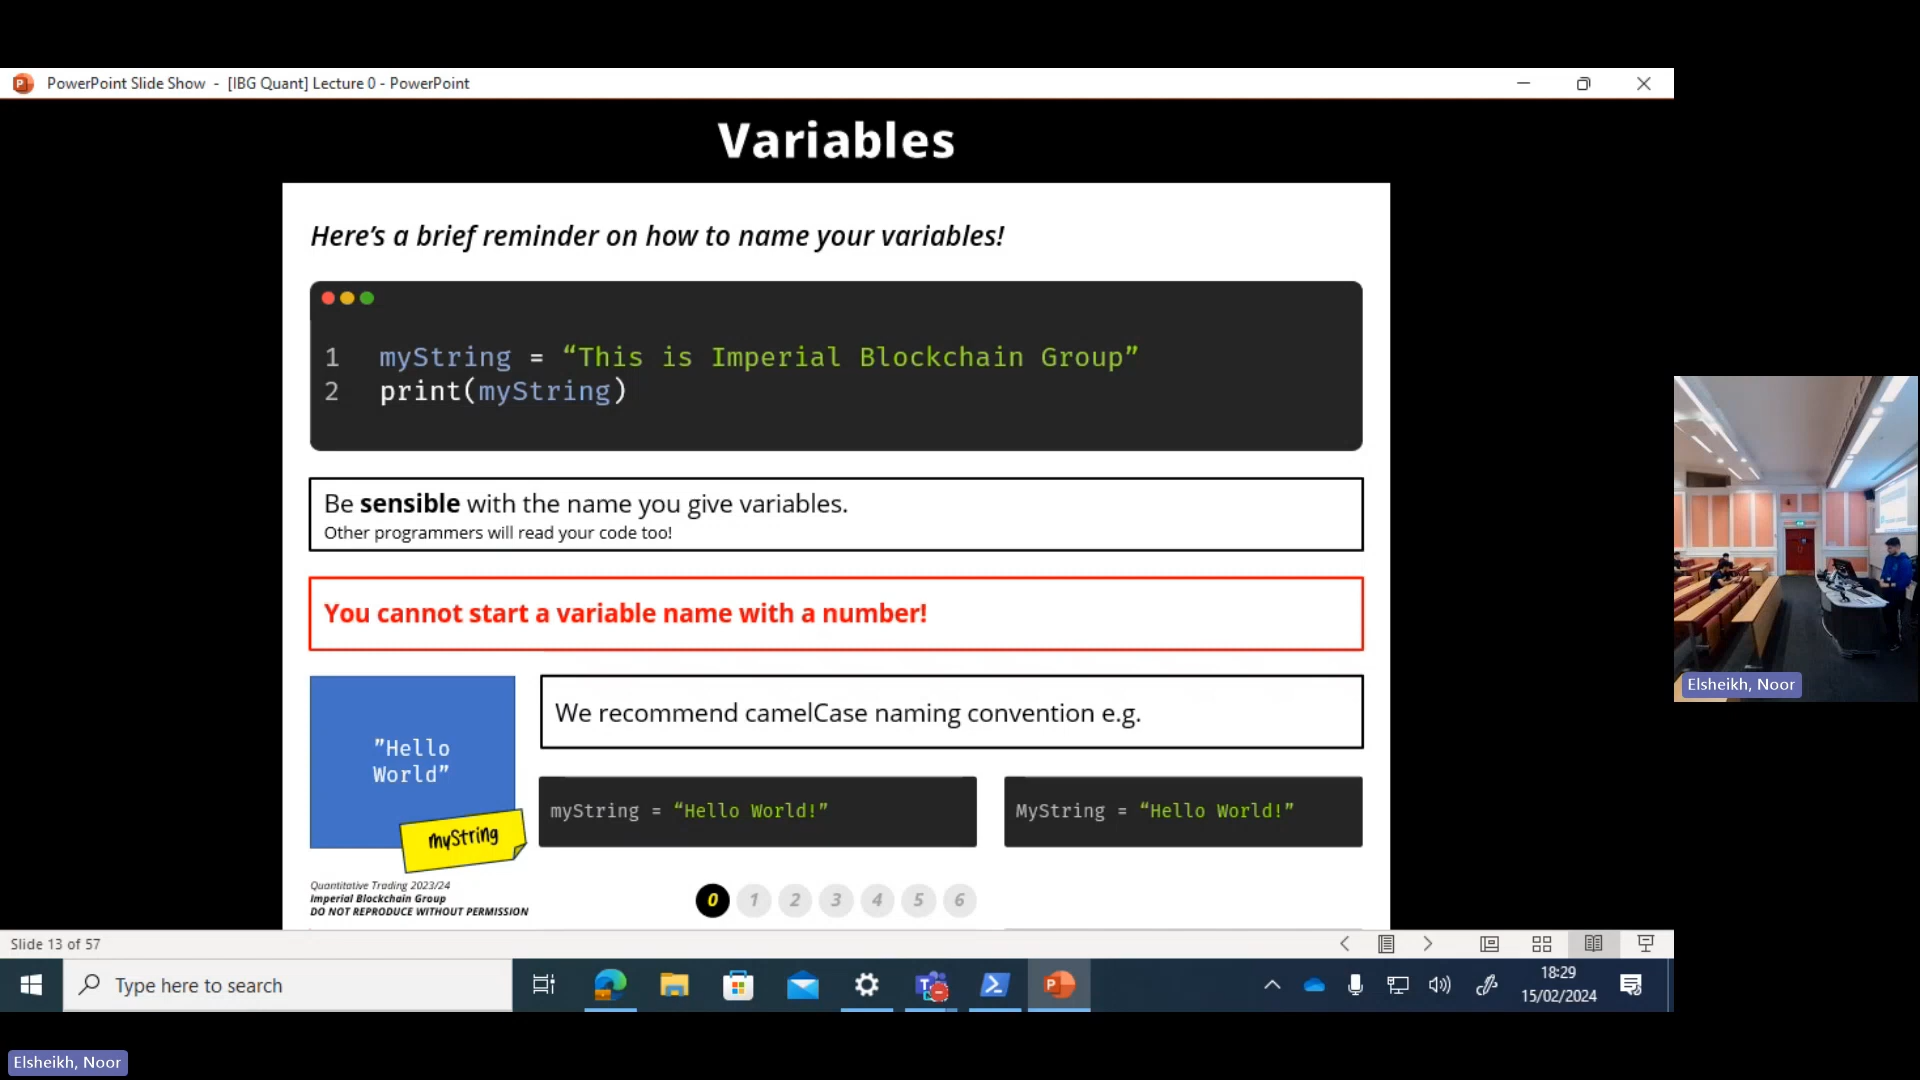 PowerPoint Slide Show - [IBG Quant] Lecture 0 - PowerPoint
Variables
Here's a brief reminder on how to name your variables!
1 myString = “This is Imperial Blockchain Group”
2 print(myString)
Be sensible with the name you give variables.
Other programmers will read your code too!
You cannot start a variable name with a number!
”Hello
World”
myString
We recommend camelCase naming convention e.g.
myString = “Hello World!”
MyString = “Hello World!”
Quantitative Trading 2023/24
Imperial Blockchain Group
DO NOT REPRODUCE WITHOUT PERMISSION
0 1 2 3 4 5 6
Slide 13 of 57
Type here to search
18:29
15/02/2024
Elsheikh, Noor
Elsheikh, Noor